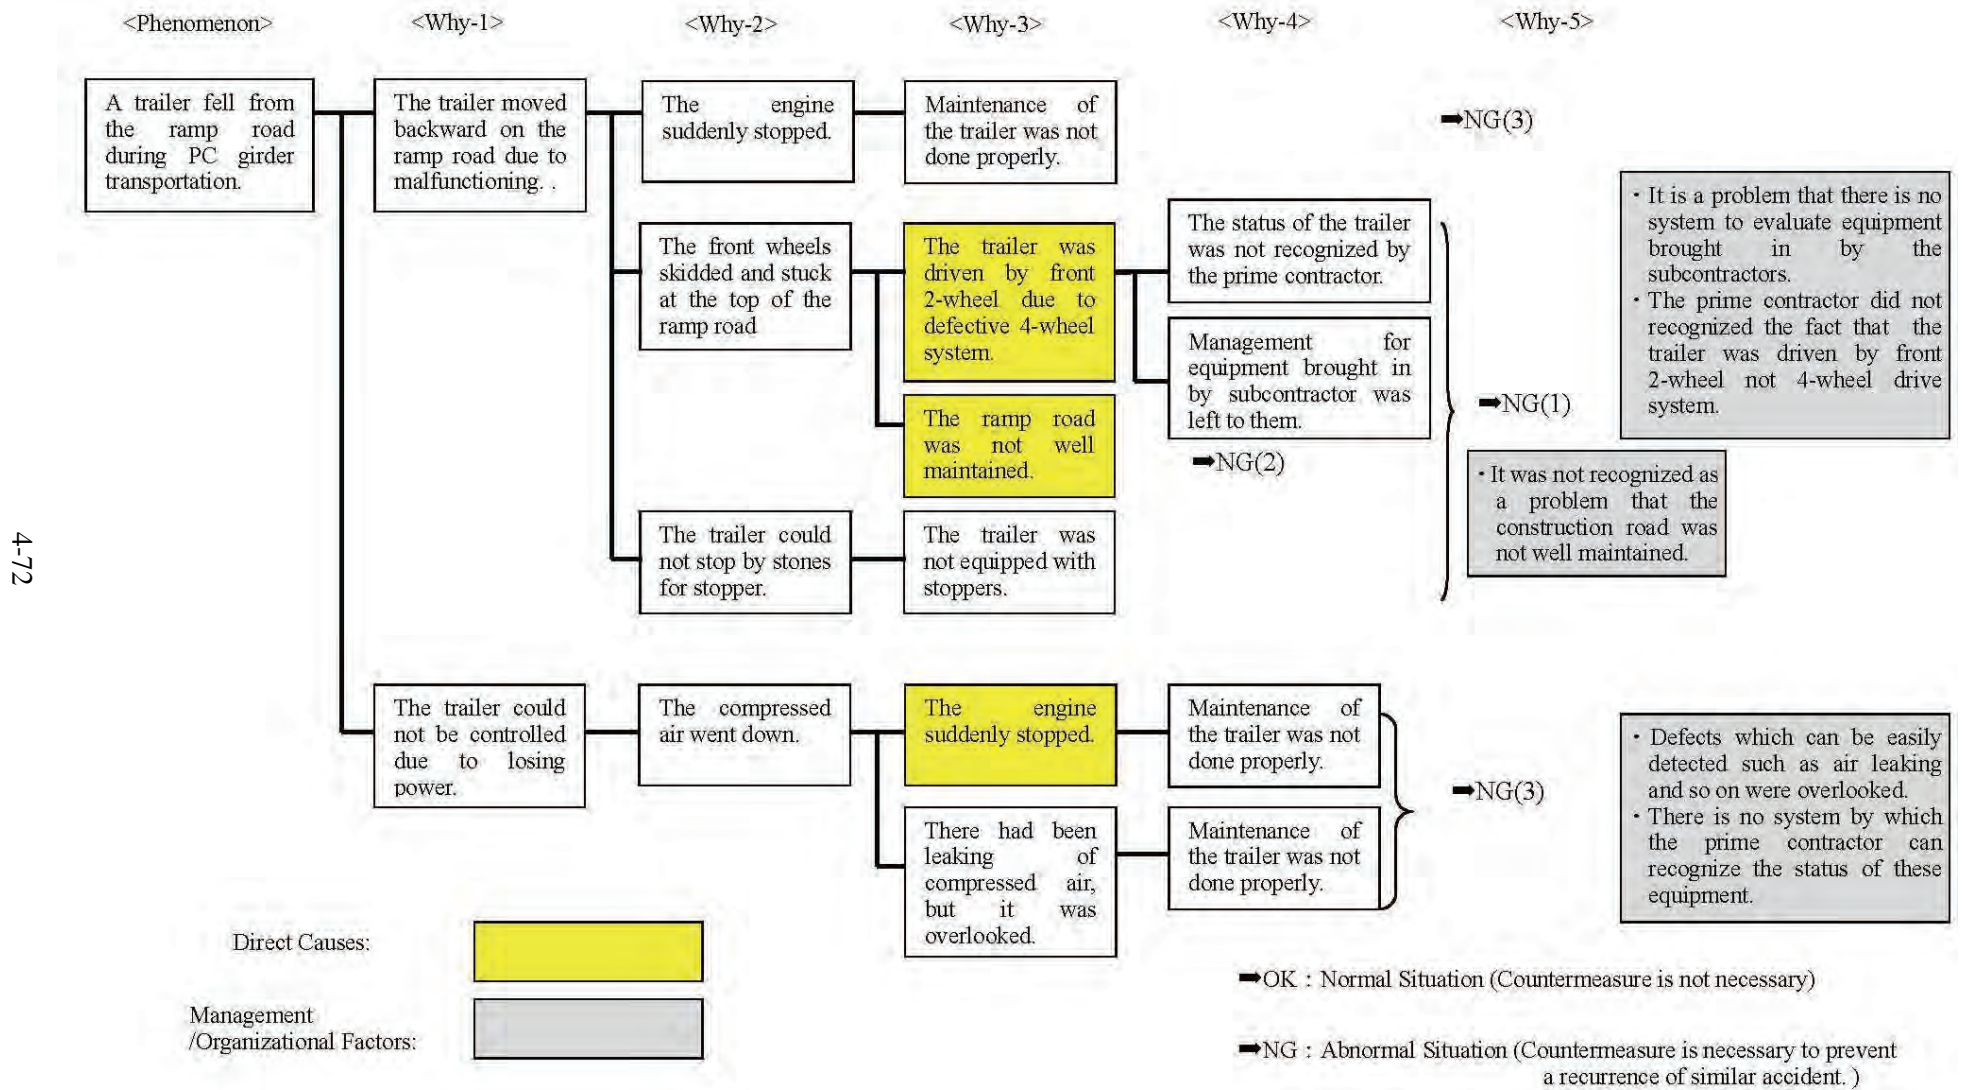 <Phenomenon>
<Why-1>
<Why-2>
<Why-3>
<Why-4>
<Why-5>
A trailer fell from
the ramp road
during PC girder
transportation.
The trailer moved
backward on the
ramp road due to
malfunctioning. .
The engine
suddenly stopped.
Maintenance of
the trailer was not
done properly.
➡NG(3)
The front wheels
skidded and stuck
at the top of the
ramp road
The trailer was
driven by front
2-wheel due to
defective 4-wheel
system.
The status of the trailer
was not recognized by
the prime contractor.
Management for
equipment brought in
by subcontractor was
left to them.
➡NG(2)
The ramp road
was not well
maintained.
➡NG(1)
・It is a problem that there is no
system to evaluate equipment
brought in by the
subcontractors.
・The prime contractor did not
recognized the fact that the
trailer was driven by front
2-wheel not 4-wheel drive
system.
・It was not recognized as
a problem that the
construction road was
not well maintained.
The trailer could
not stop by stones
for stopper.
The trailer was
not equipped with
stoppers.
The trailer could
not be controlled
due to losing
power.
The compressed
air went down.
The engine
suddenly stopped.
Maintenance of
the trailer was not
done properly.
There had been
leaking of
compressed air,
but it was
overlooked.
Maintenance of
the trailer was not
done properly.
➡NG(3)
・Defects which can be easily
detected such as air leaking
and so on were overlooked.
・There is no system by which
the prime contractor can
recognize the status of these
equipment.
Direct Causes:
Management
/Organizational Factors:
➡OK : Normal Situation (Countermeasure is not necessary)
➡NG : Abnormal Situation (Countermeasure is necessary to prevent
a recurrence of similar accident. )
4-72